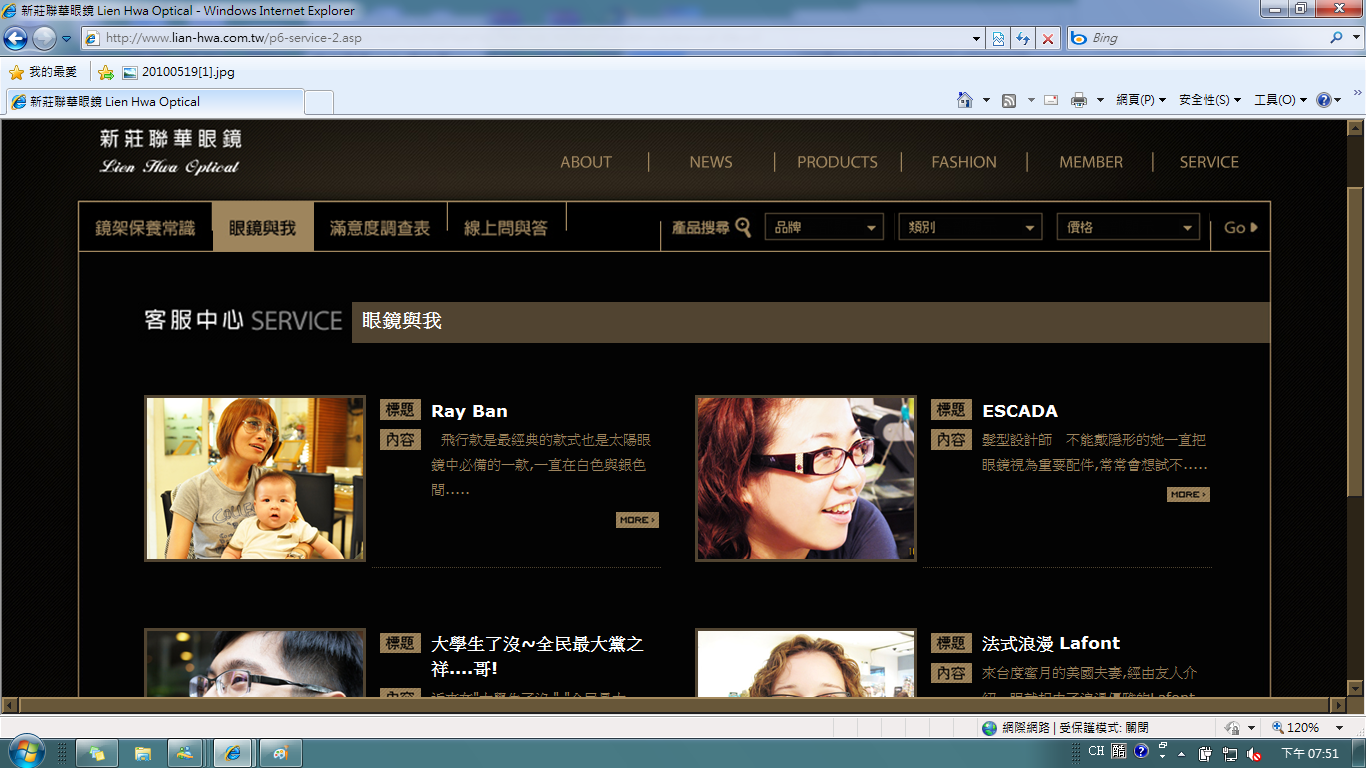 新莊聯華眼鏡 Lien Hwa Optical - Windows Internet Explorer
http://www.lian-hwa.com.tw/p6-service-2.asp
Bing
我的最愛
20100519[1].jpg
新莊聯華眼鏡 Lien Hwa Optical
網頁(P)
安全性(S)
工具(O)
新莊聯華眼鏡
Lien Hwa Optical
ABOUT
NEWS
PRODUCTS
FASHION
MEMBER
SERVICE
鏡架保養常識
眼鏡與我
滿意度調查表
線上問與答
產品搜尋
品牌
類別
價格
Go
客服中心 SERVICE
眼鏡與我
標題 Ray Ban
內容 飛行款是最經典的款式也是太陽眼
鏡中必備的一款,一直在白色與銀色
間.....
MORE
標題 ESCADA
內容 髮型設計師 不能戴隱形的她一直把
眼鏡視為重要配件,常常會想試不.....
MORE
標題 大學生了沒~全民最大黨之
祥....哥!
標題 法式浪漫 Lafont
內容 來台度蜜月的美國夫妻,經由友人介
網際網路 | 受保護模式: 關閉
120%
CH
下午 07:51